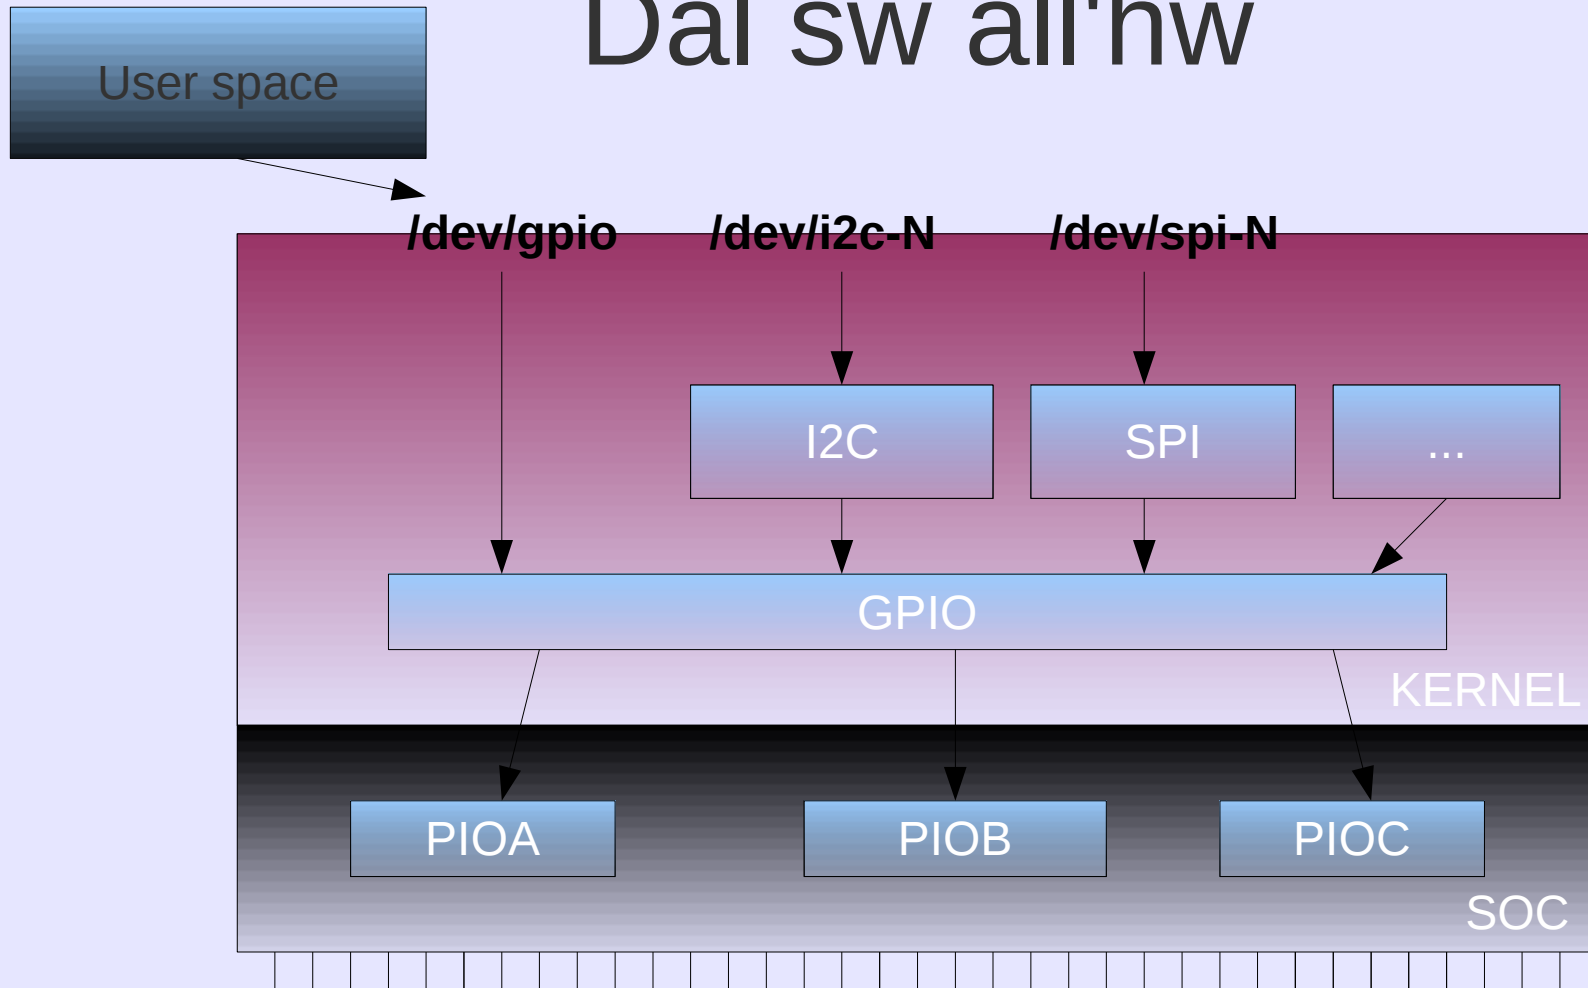 Dal sw all'hw
User space
/dev/gpio /dev/i2c-N /dev/spi-N
I2C SPI ...
GPIO
KERNEL
PIOA PIOB PIOC
SOC